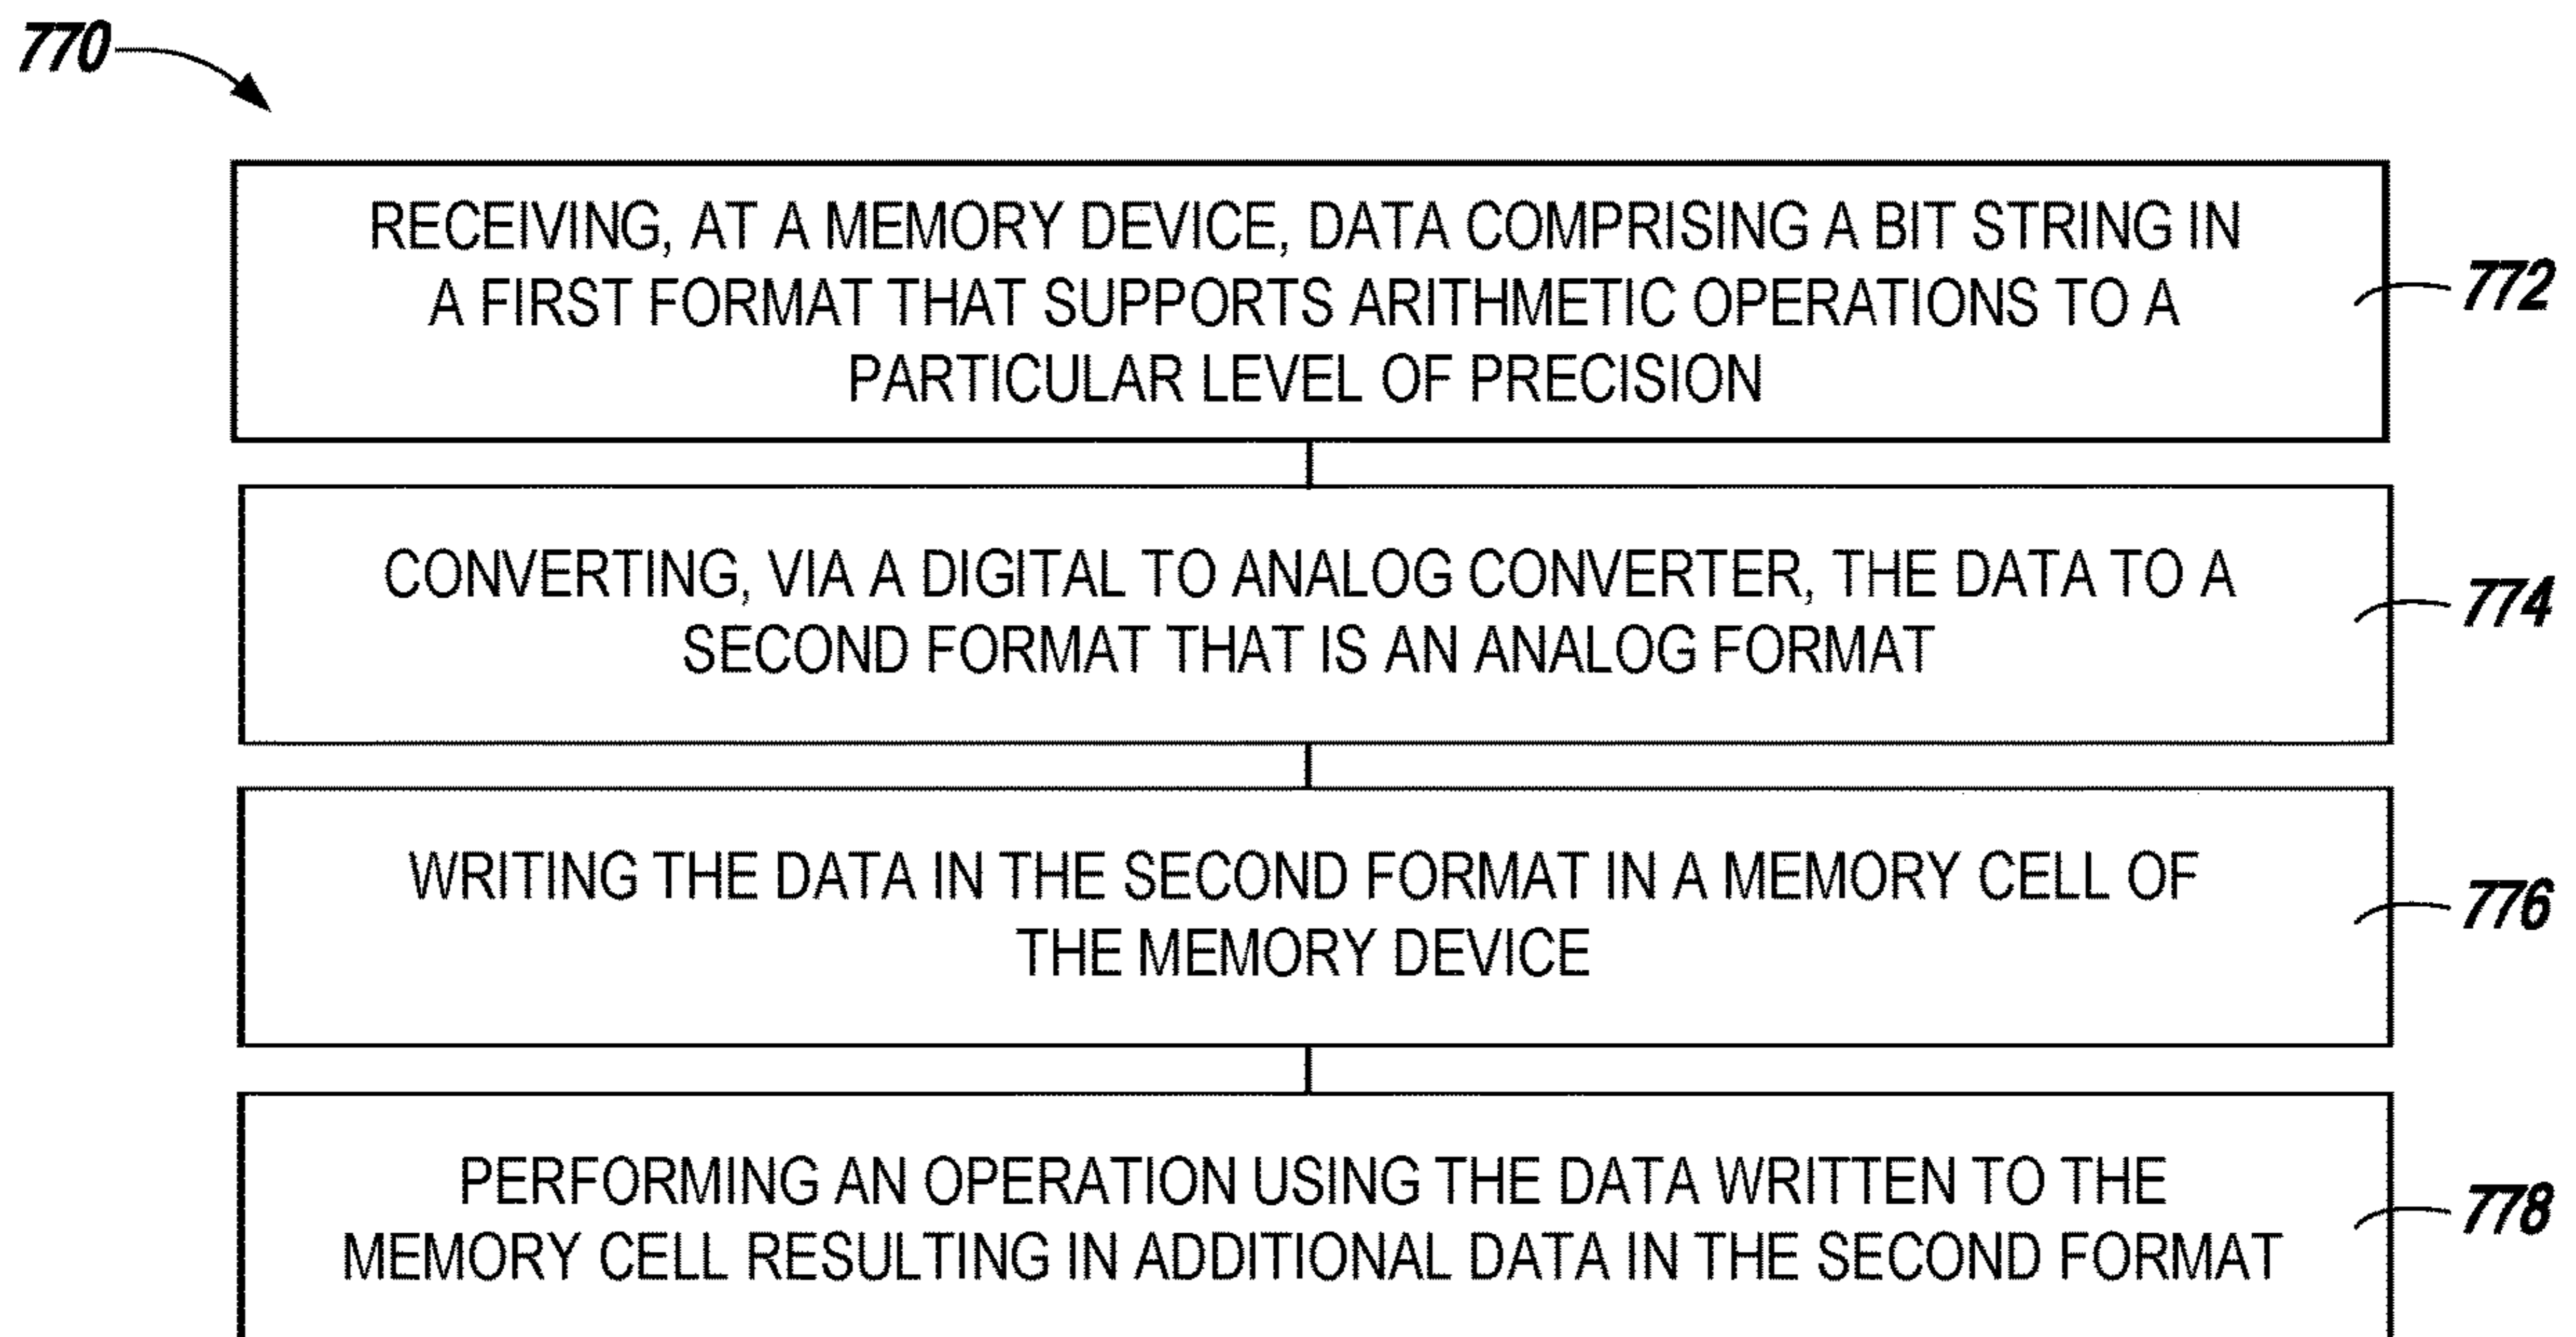 770
RECEIVING, AT A MEMORY DEVICE, DATA COMPRISING A BIT STRING IN
A FIRST FORMAT THAT SUPPORTS ARITHMETIC OPERATIONS TO A
PARTICULAR LEVEL OF PRECISION
772
CONVERTING, VIA A DIGITAL TO ANALOG CONVERTER, THE DATA TO A
SECOND FORMAT THAT IS AN ANALOG FORMAT
774
WRITING THE DATA IN THE SECOND FORMAT IN A MEMORY CELL OF
THE MEMORY DEVICE
776
PERFORMING AN OPERATION USING THE DATA WRITTEN TO THE
MEMORY CELL RESULTING IN ADDITIONAL DATA IN THE SECOND FORMAT
778